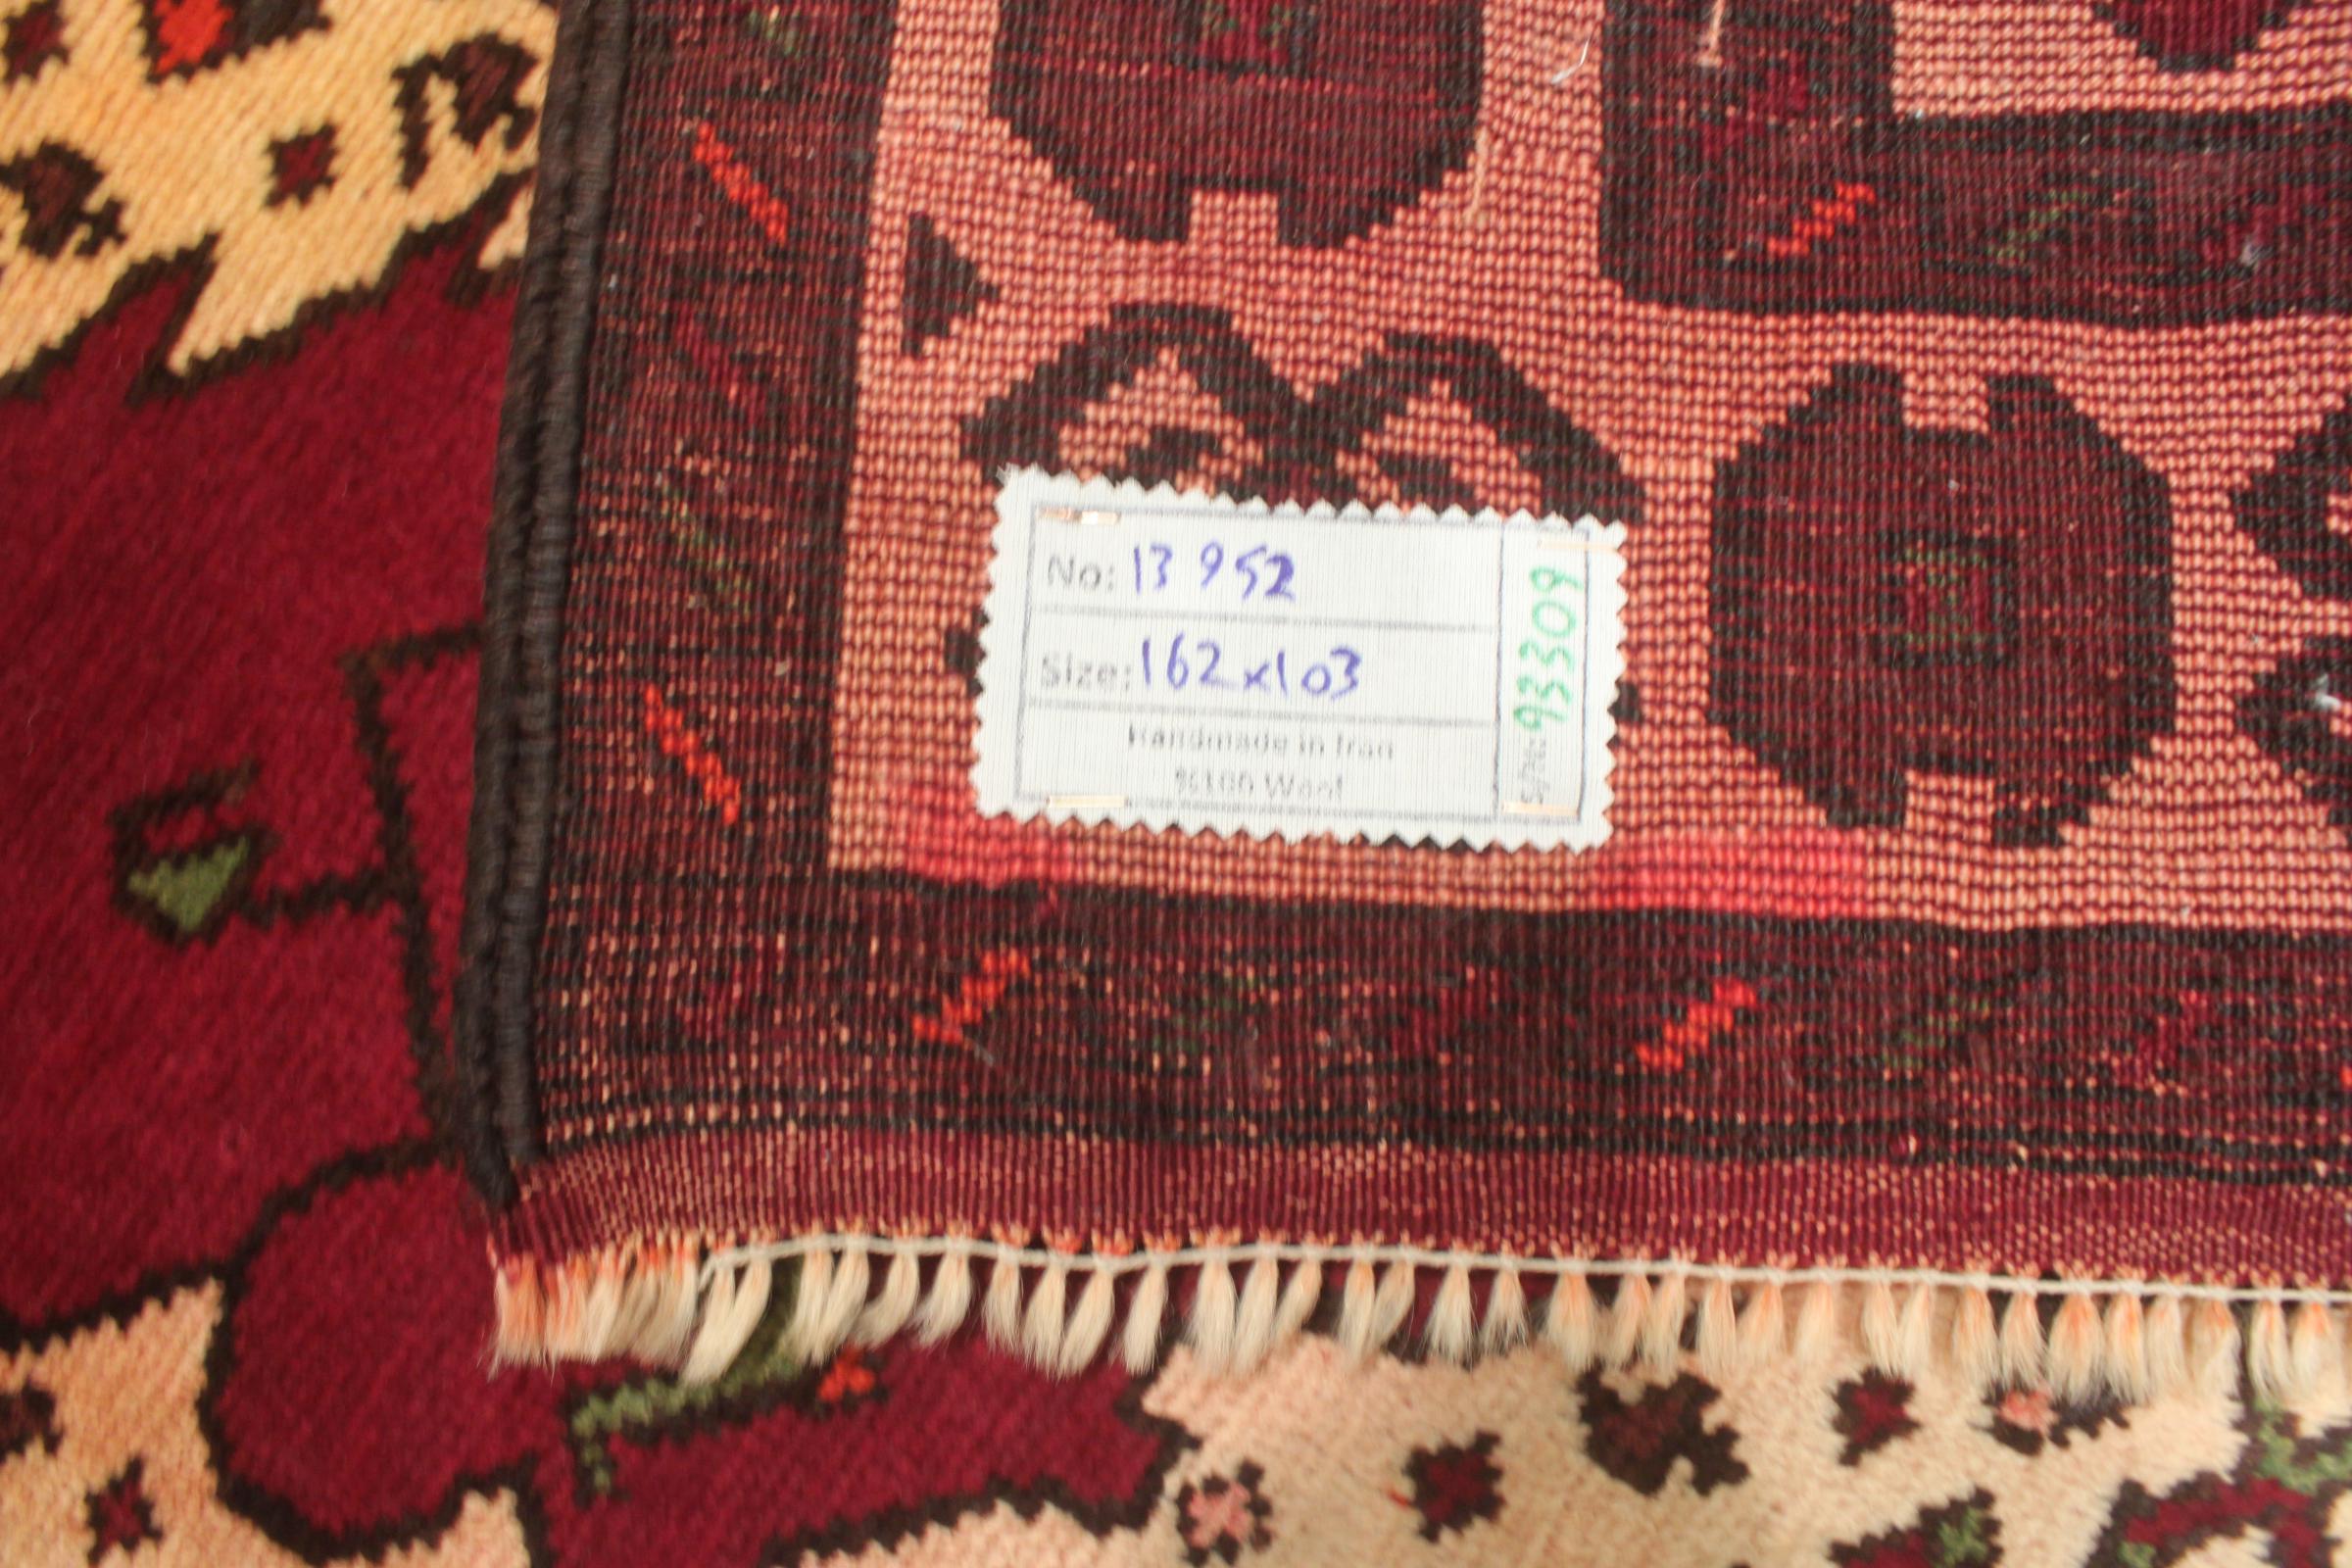 No: 13952
Size: 162x103
Handmade in Iran
%100 Wool
93309